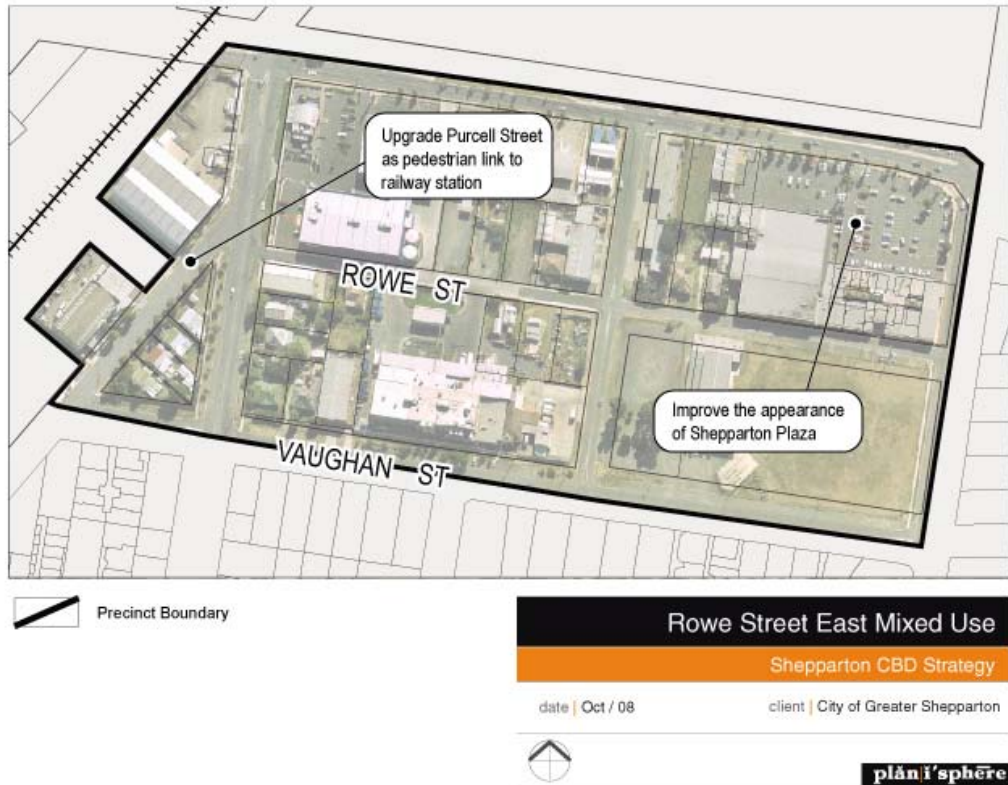 Upgrade Purcell Street
as pedestrian link to
railway station
ROWE ST
Improve the appearance
of Shepparton Plaza
VAUGHAN ST
Precinct Boundary
Rowe Street East Mixed Use
Shepparton CBD Strategy
date | Oct / 08
client | City of Greater Shepparton
plăn|ĭ'sphēre